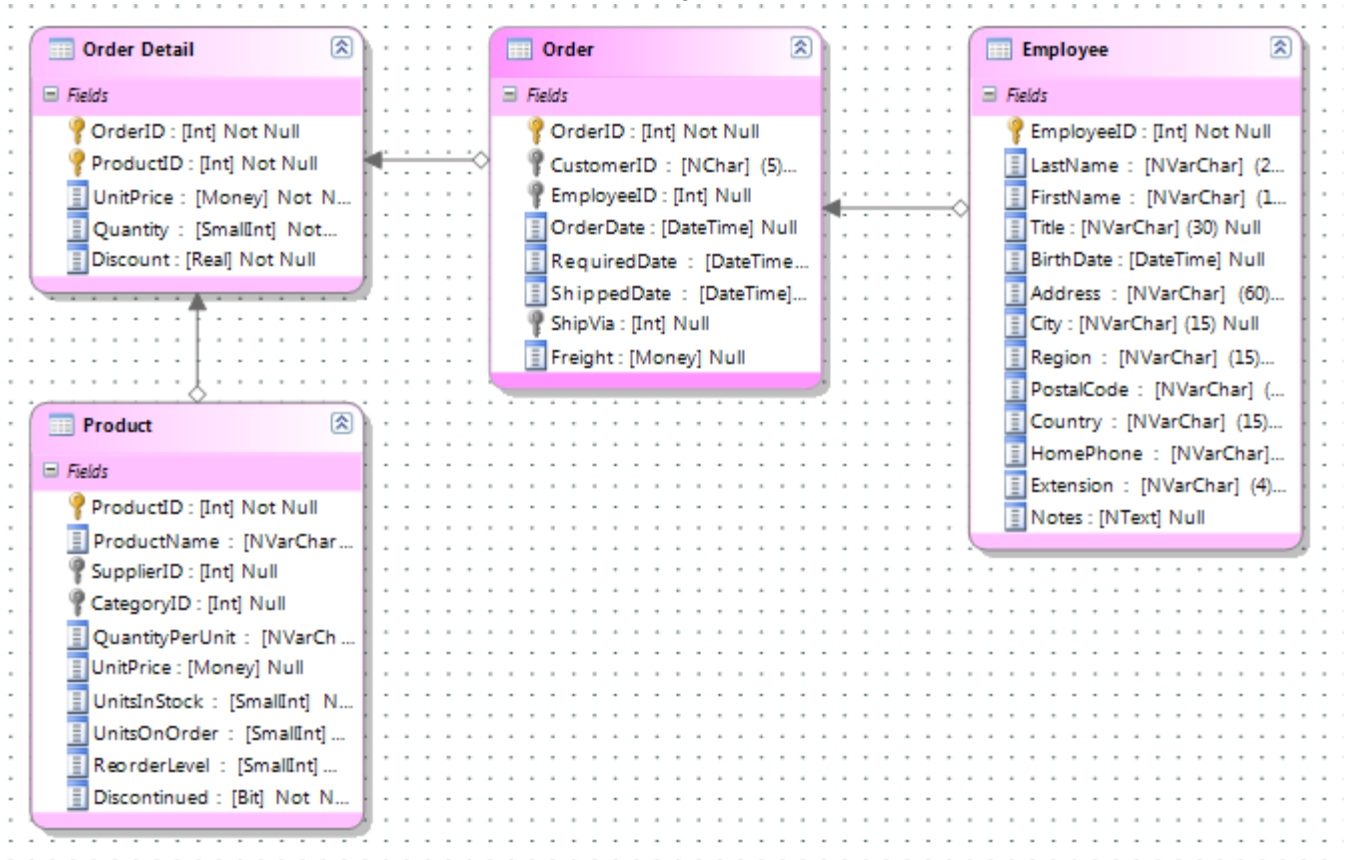 Order Detail
Fields
OrderID : [Int] Not Null
ProductID : [Int] Not Null
UnitPrice : [Money] Not N...
Quantity : [SmallInt] Not...
Discount : [Real] Not Null
Order
Fields
OrderID : [Int] Not Null
CustomerID : [NChar] (5)...
EmployeeID : [Int] Null
OrderDate : [DateTime] Null
RequiredDate : [DateTime...
ShippedDate : [DateTime]...
ShipVia : [Int] Null
Freight : [Money] Null
Employee
Fields
EmployeeID : [Int] Not Null
LastName : [NVarChar] (2...
FirstName : [NVarChar] (1...
Title : [NVarChar] (30) Null
BirthDate : [DateTime] Null
Address : [NVarChar] (60)...
City : [NVarChar] (15) Null
Region : [NVarChar] (15)...
PostalCode : [NVarChar] (...
Country : [NVarChar] (15)...
HomePhone : [NVarChar]...
Extension : [NVarChar] (4)...
Notes : [NText] Null
Product
Fields
ProductID : [Int] Not Null
ProductName : [NVarChar...
SupplierID : [Int] Null
CategoryID : [Int] Null
QuantityPerUnit : [NVarCh ...
UnitPrice : [Money] Null
UnitsInStock : [SmallInt] N...
UnitsOnOrder : [SmallInt] ...
ReorderLevel : [SmallInt] ...
Discontinued : [Bit] Not N...